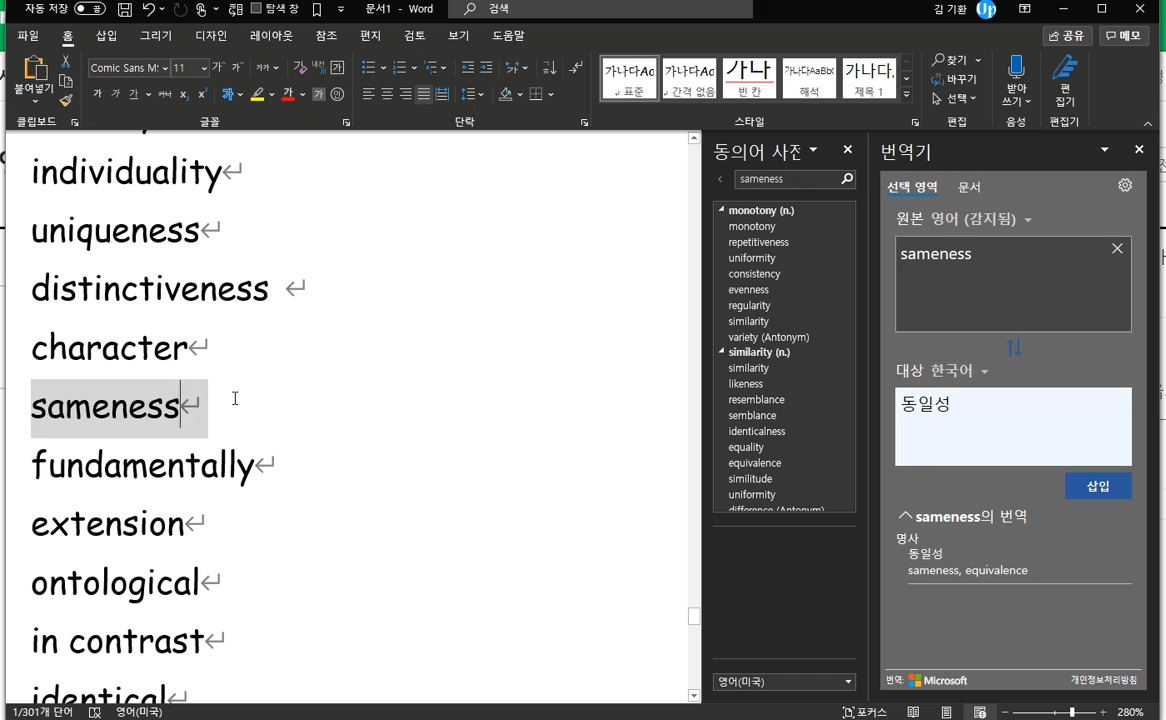 자동 저장 끔 탐색 창 문서1 - Word 검색 김 기환
파일 홈 삽입 그리기 디자인 레이아웃 참조 편지 검토 보기 도움말 공유 메모
Comic Sans M: 11
붙여넣기
가나다Aa 가나다Aa 가나 가나다AaBbC 가나다.
표준 간격 없음 빈 칸 해석 제목 1
찾기
바꾸기
선택
받아
쓰기
편
집기
클립보드 글꼴 단락 스타일 편집 음성 편집기
individuality
uniqueness
distinctiveness
character
sameness
fundamentally
extension
ontological
in contrast
identical
동의어 사전
sameness
monotony (n.)
monotony
repetitiveness
uniformity
consistency
evenness
regularity
similarity
variety (Antonym)
similarity (n.)
similarity
likeness
resemblance
semblance
identicalness
equality
equivalence
similitude
uniformity
difference (Antonym)
영어(미국)
번역기
선택 영역 문서
원본 영어 (감지됨)
sameness
대상 한국어
동일성
삽입
sameness의 번역
명사
동일성
sameness, equivalence
번역: Microsoft 개인정보처리방침
1/301개 단어 영어(미국) 포커스 280%